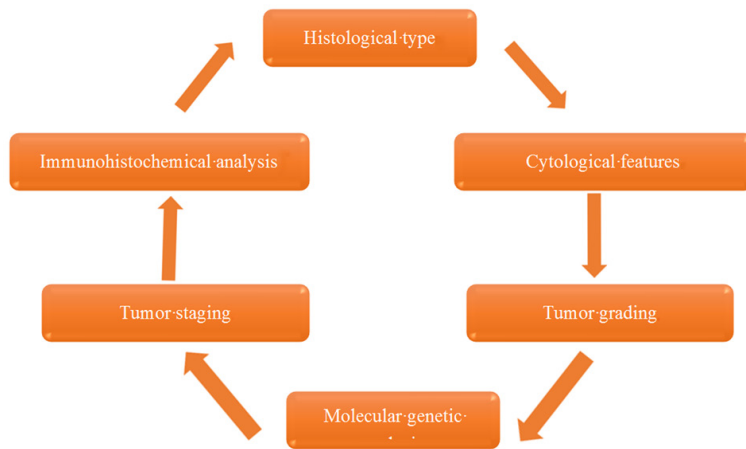 Histological·type
Immunohistochemical·analysis
Cytological·features
Tumor·staging
Tumor·grading
Molecular·genetic·